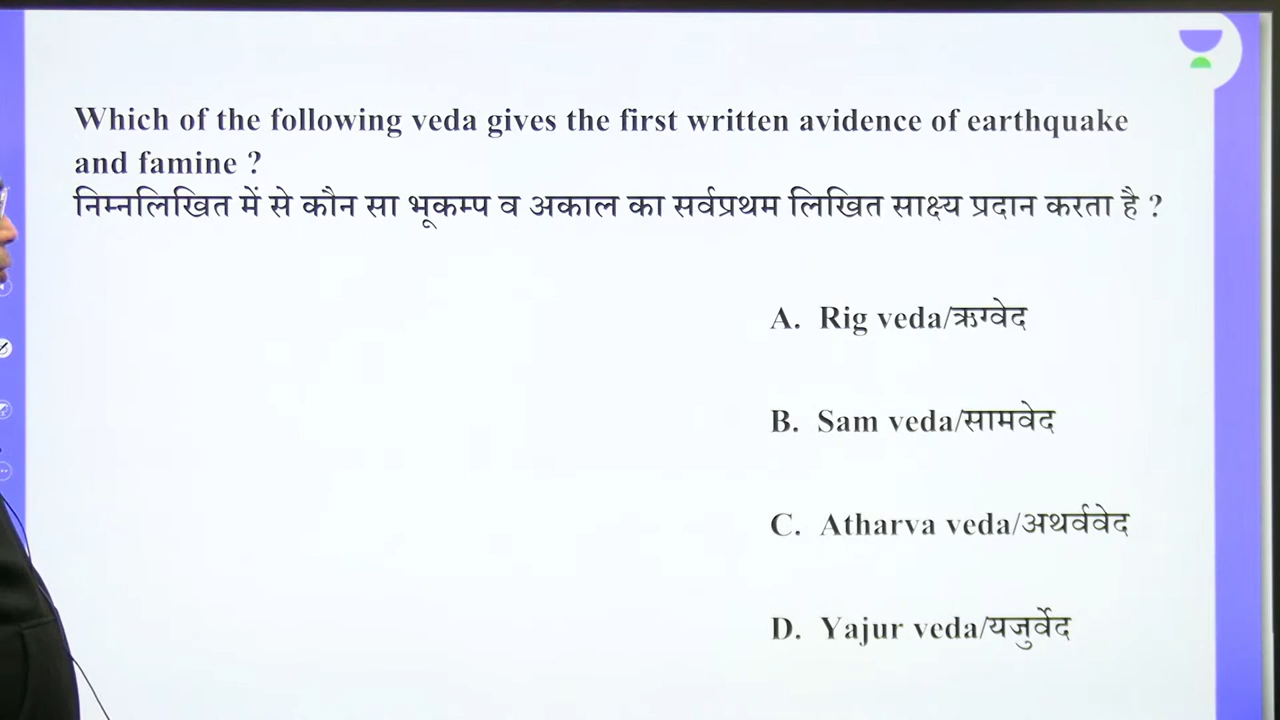 Which of the following veda gives the first written avidence of earthquake
and famine ?
निम्नलिखित में से कौन सा भूकम्प व अकाल का सर्वप्रथम लिखित साक्ष्य प्रदान करता है ?
A. Rig veda/ऋग्वेद
B. Sam veda/सामवेद
C. Atharva veda/अथर्ववेद
D. Yajur veda/यजुर्वेद